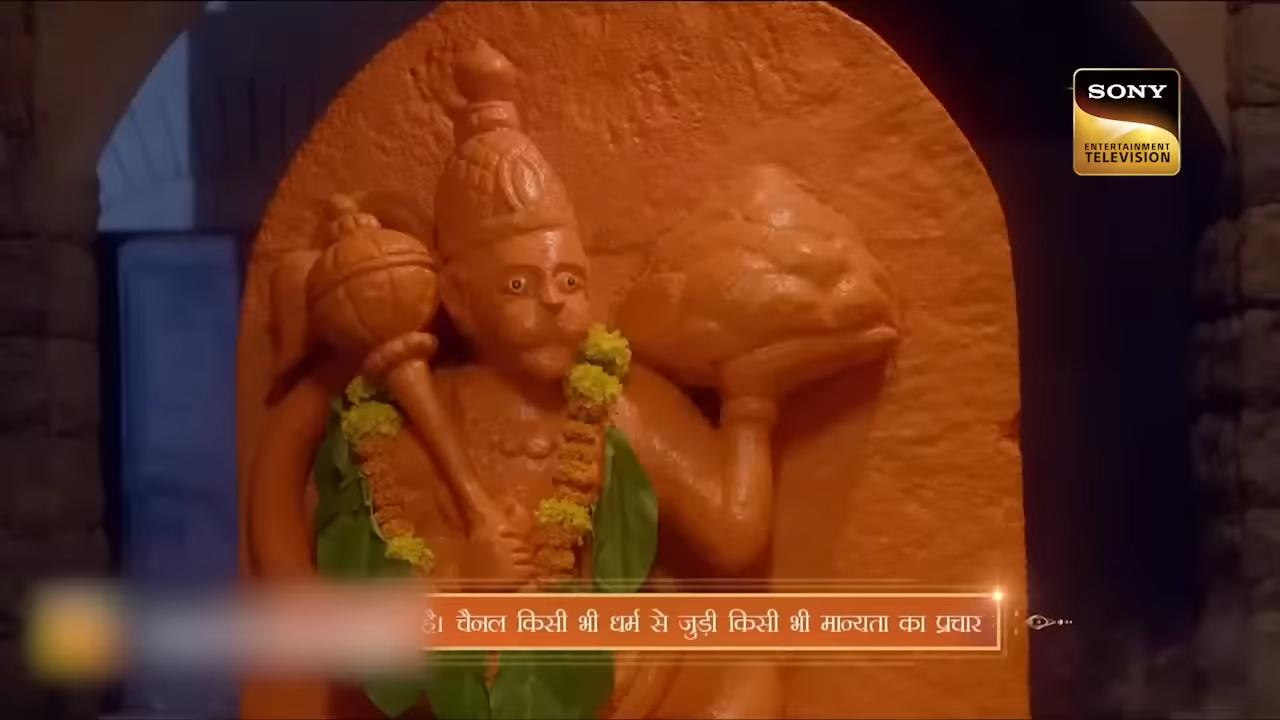 SONY
ENTERTAINMENT
TELEVISION
है। चैनल किसी भी धर्म से जुड़ी किसी भी मान्यता का प्रचार